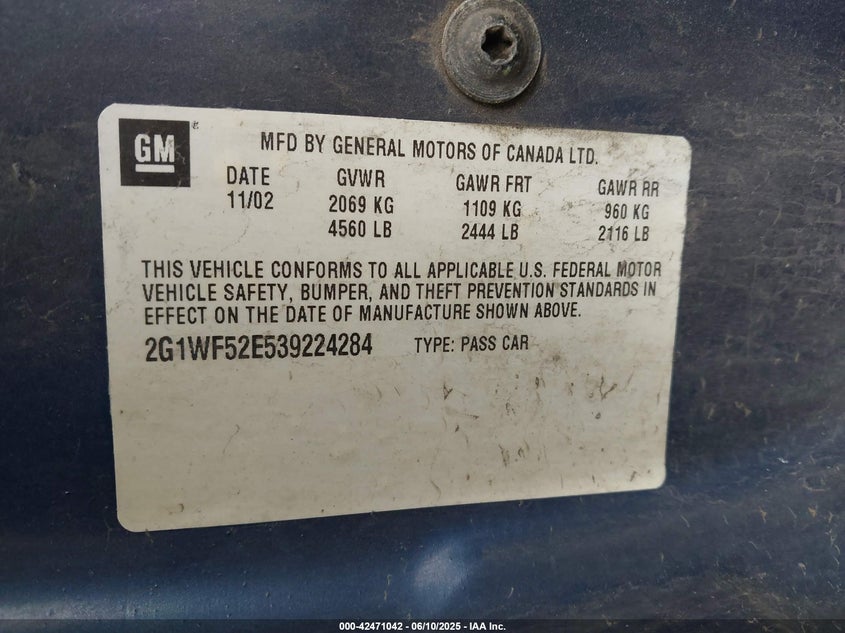 GM®
MFD BY GENERAL MOTORS OF CANADA LTD.
DATE GVWR GAWR FRT GAWR RR
11/02 2069 KG 1109 KG 960 KG
4560 LB 2444 LB 2116 LB
THIS VEHICLE CONFORMS TO ALL APPLICABLE U.S. FEDERAL MOTOR
VEHICLE SAFETY, BUMPER, AND THEFT PREVENTION STANDARDS IN
EFFECT ON THE DATE OF MANUFACTURE SHOWN ABOVE.
2G1WF52E539224284 TYPE: PASS CAR
000-42471042 - 06/10/2025 - IAA Inc.